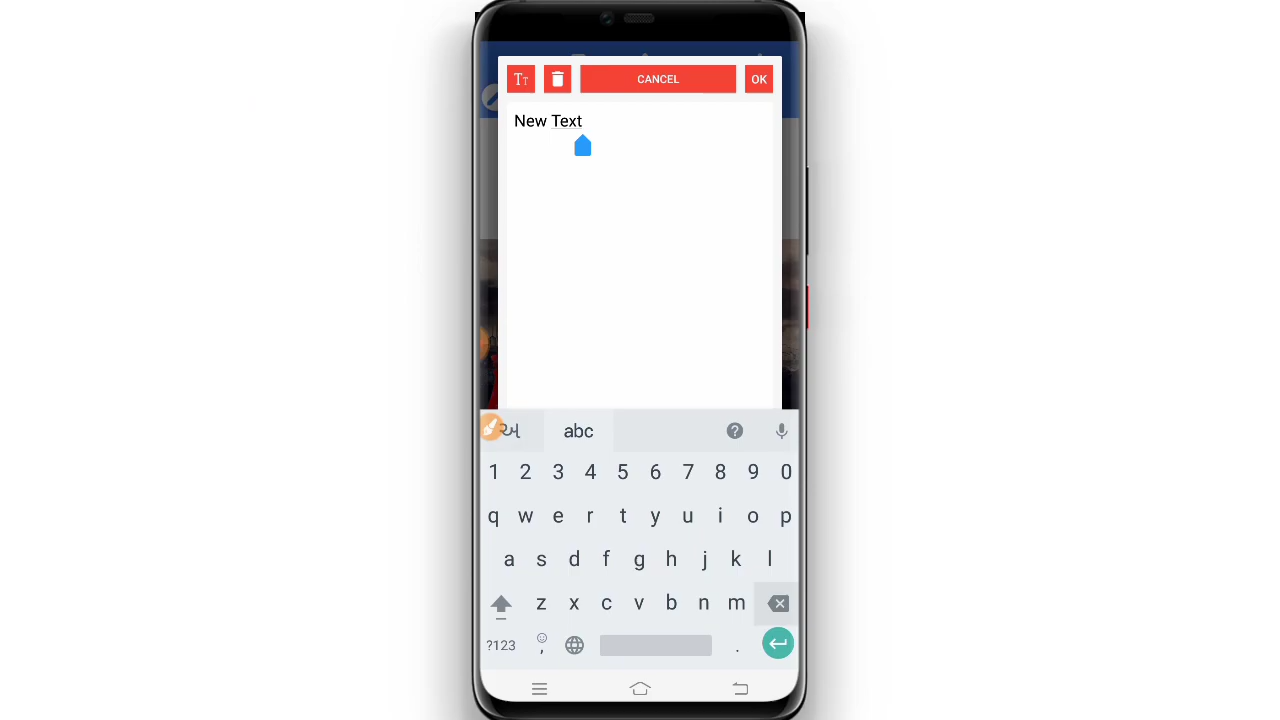 Tт CANCEL OK
New Text
અ abc ?
1 2 3 4 5 6 7 8 9 0
q w e r t y u i o p
a s d f g h j k l
z x c v b n m
?123 , .